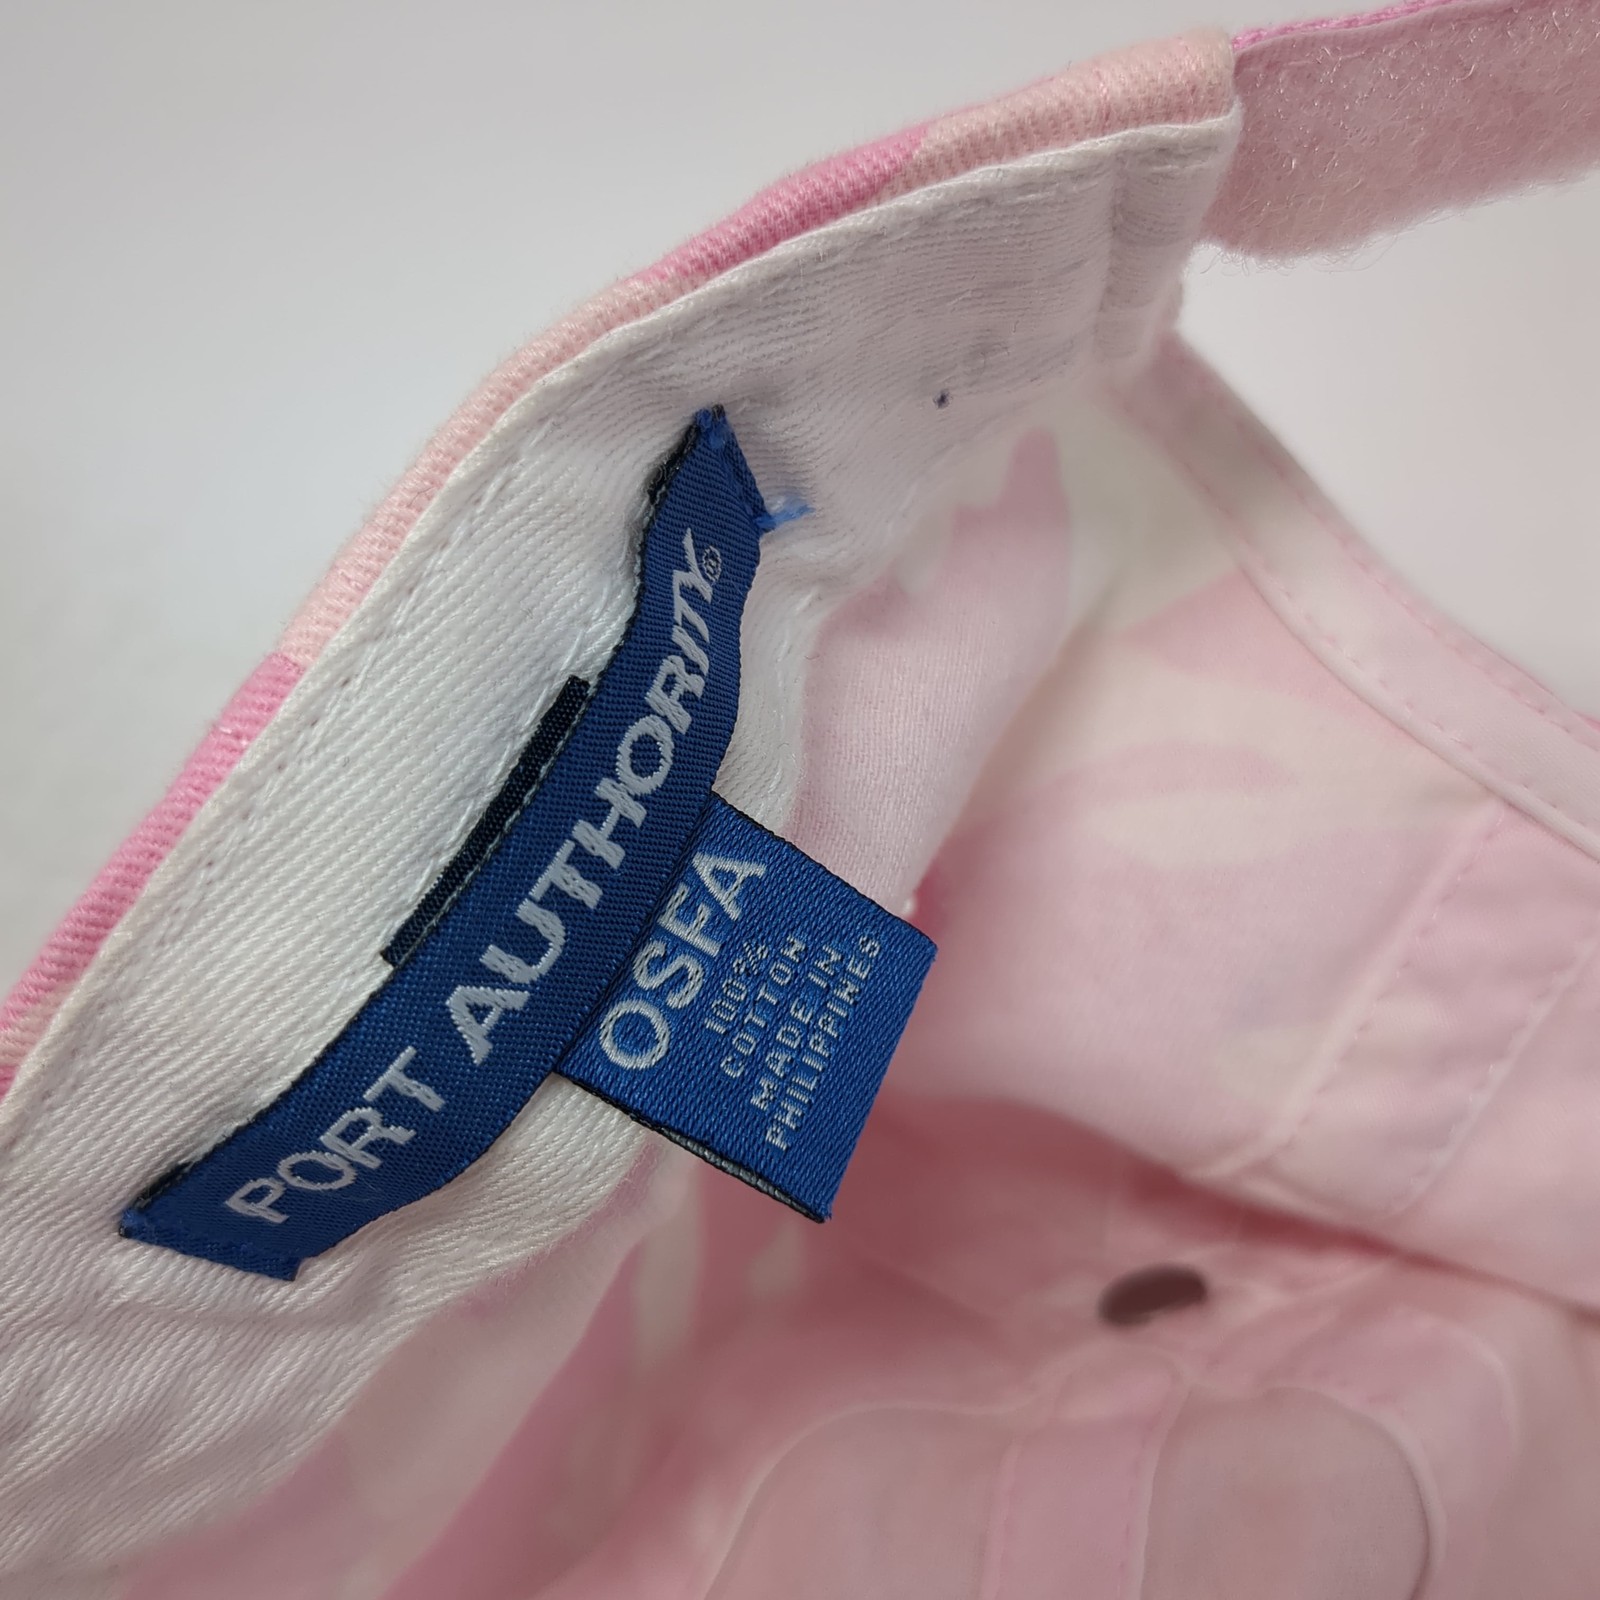 PORT AUTHORITY®
OSFA
100%
COTTON
MADE IN
PHILIPPINES